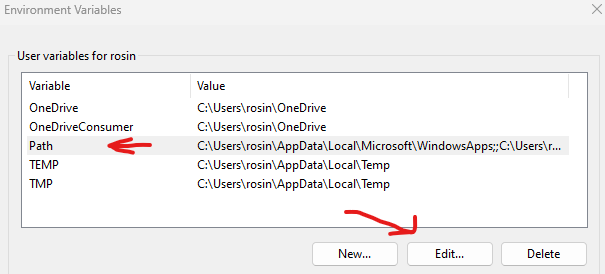 Environment Variables
User variables for rosin
Variable Value
OneDrive C:\Users\rosin\OneDrive
OneDriveConsumer C:\Users\rosin\OneDrive
Path C:\Users\rosin\AppData\Local\Microsoft\WindowsApps;;C:\Users\r...
TEMP C:\Users\rosin\AppData\Local\Temp
TMP C:\Users\rosin\AppData\Local\Temp
New... Edit... Delete